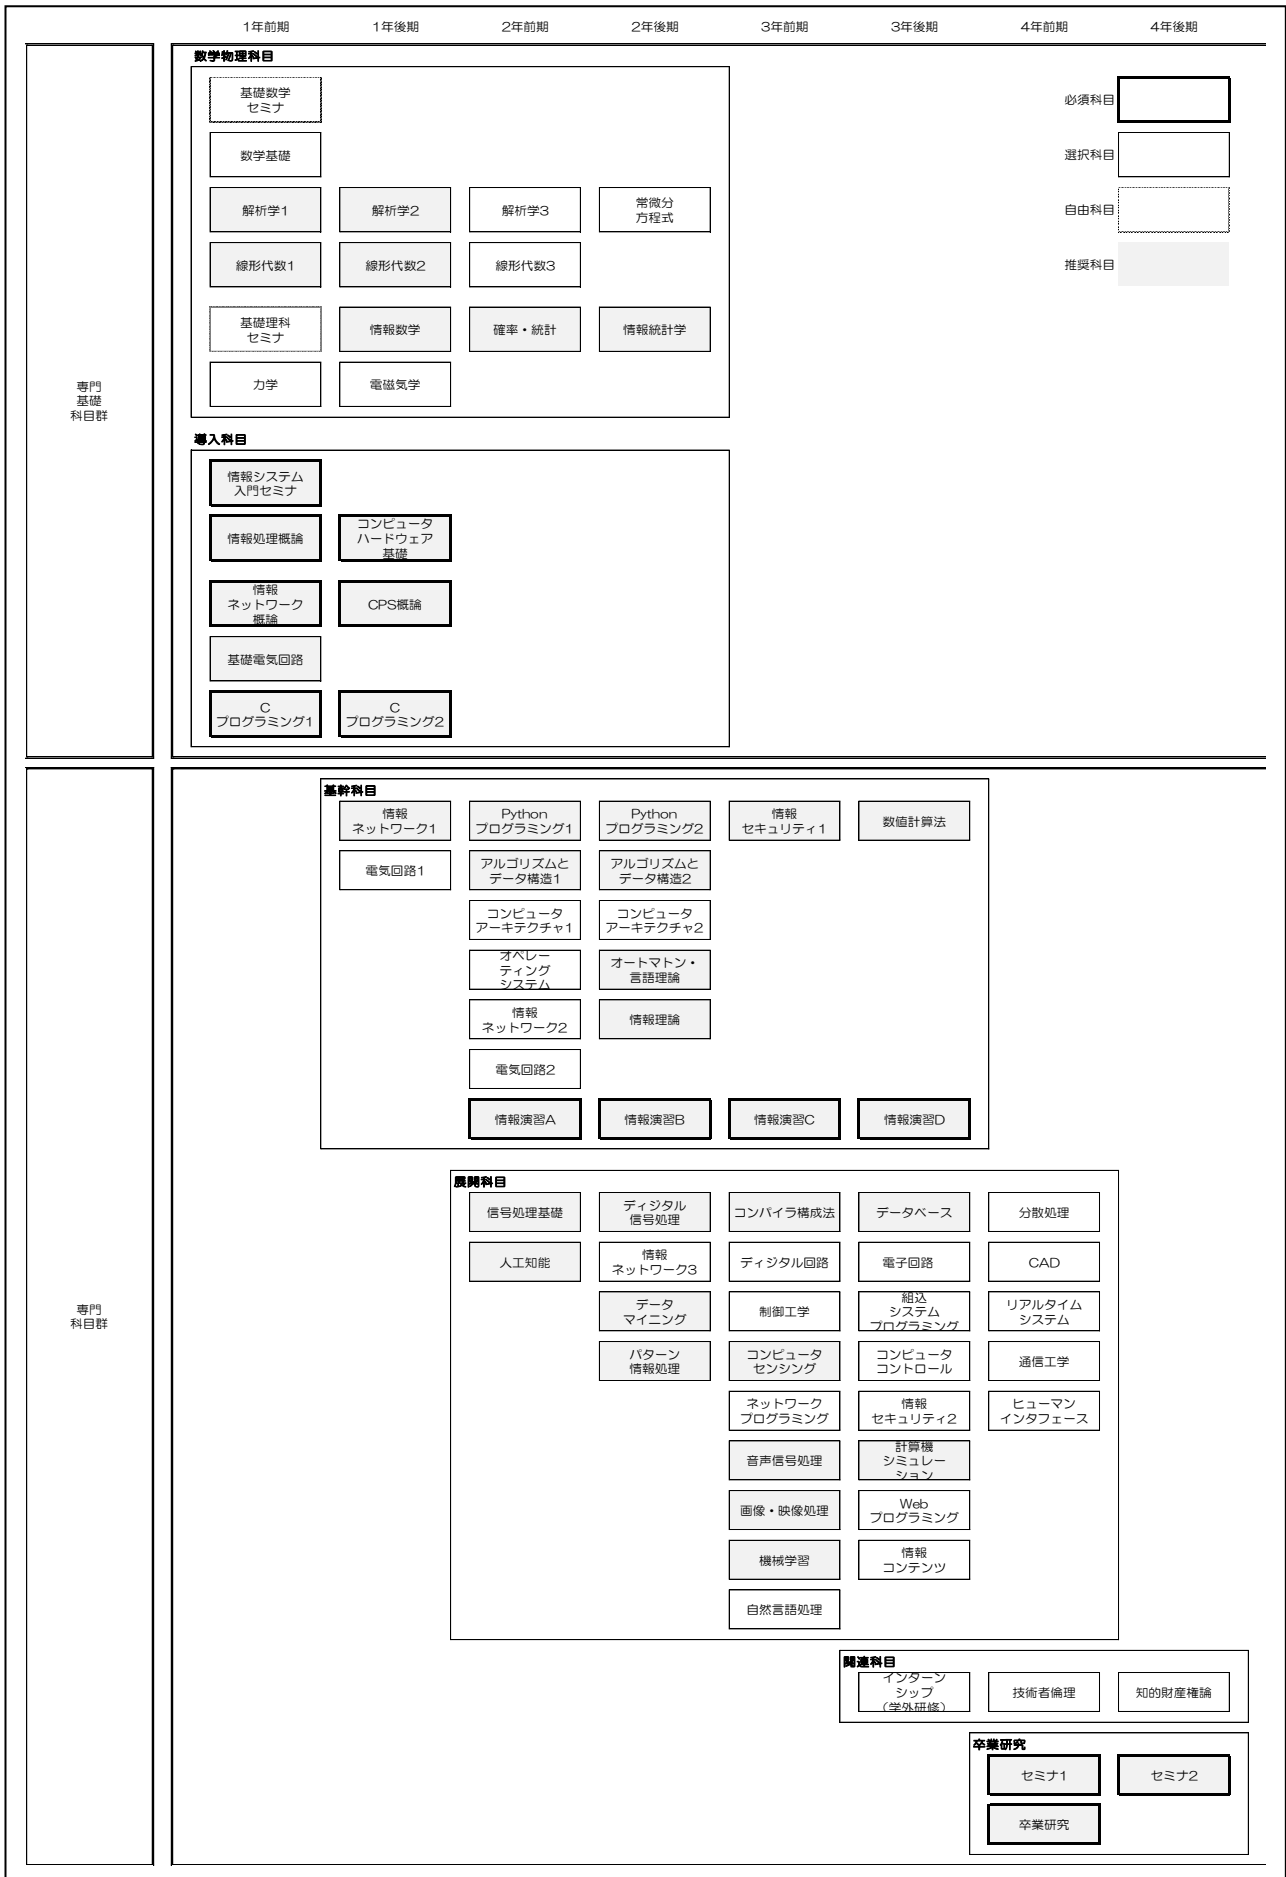 1年前期 1年後期 2年前期 2年後期 3年前期 3年後期 4年前期 4年後期
専門
基礎
科目群
数学物理科目
基礎数学
セミナ
数学基礎
解析学1
解析学2
解析学3
常微分
方程式
線形代数1
線形代数2
線形代数3
基礎理科
セミナ
情報数学
確率・統計
情報統計学
力学
電磁気学
必須科目
選択科目
自由科目
推奨科目
導入科目
情報システム
入門セミナ
情報処理概論
コンピュータ
ハードウェア
基礎
情報
ネットワーク
概論
CPS概論
基礎電気回路
C
プログラミング1
C
プログラミング2
専門
科目群
基幹科目
情報
ネットワーク1
Python
プログラミング1
Python
プログラミング2
情報
セキュリティ1
数値計算法
電気回路1
アルゴリズムと
データ構造1
アルゴリズムと
データ構造2
コンピュータ
アーキテクチャ1
コンピュータ
アーキテクチャ2
オペレー
ティング
システム
オートマトン・
言語理論
情報
ネットワーク2
情報理論
電気回路2
情報演習A
情報演習B
情報演習C
情報演習D
展開科目
信号処理基礎
ディジタル
信号処理
コンパイラ構成法
データベース
分散処理
人工知能
情報
ネットワーク3
ディジタル回路
電子回路
CAD
データ
マイニング
制御工学
組込
システム
プログラミング
リアルタイム
システム
パターン
情報処理
コンピュータ
センシング
コンピュータ
コントロール
通信工学
ネットワーク
プログラミング
情報
セキュリティ2
ヒューマン
インタフェース
音声信号処理
計算機
シミュレー
ション
画像・映像処理
Web
プログラミング
機械学習
情報
コンテンツ
自然言語処理
関連科目
インターン
シップ
(学外研修)
技術者倫理
知的財産権論
卒業研究
セミナ1
セミナ2
卒業研究